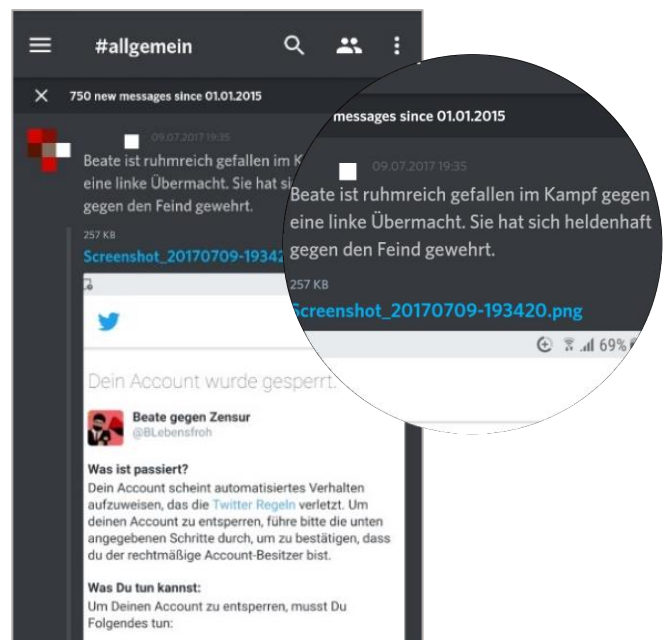 #allgemein
750 new messages since 01.01.2015
09.07.2017 19:35
Beate ist ruhmreich gefallen im K
eine linke Übermacht. Sie hat si
gegen den Feind gewehrt.
257 KB
Screenshot_20170709-1934
Dein Account wurde gesperrt.
Beate gegen Zensur
@BLebensfroh
Was ist passiert?
Dein Account scheint automatisiertes Verhalten
aufzuweisen, das die Twitter Regeln verletzt. Um
deinen Account zu entsperren, führe bitte die unten
angegebenen Schritte durch, um zu bestätigen, dass
du der rechtmäßige Account-Besitzer bist.
Was Du tun kannst:
Um Deinen Account zu entsperren, musst Du
Folgendes tun:
messages since 01.01.2015
09.07.2017 19:35
Beate ist ruhmreich gefallen im Kampf gegen
eine linke Übermacht. Sie hat sich heldenhaft
gegen den Feind gewehrt.
257 KB
Screenshot_20170709-193420.png
69%